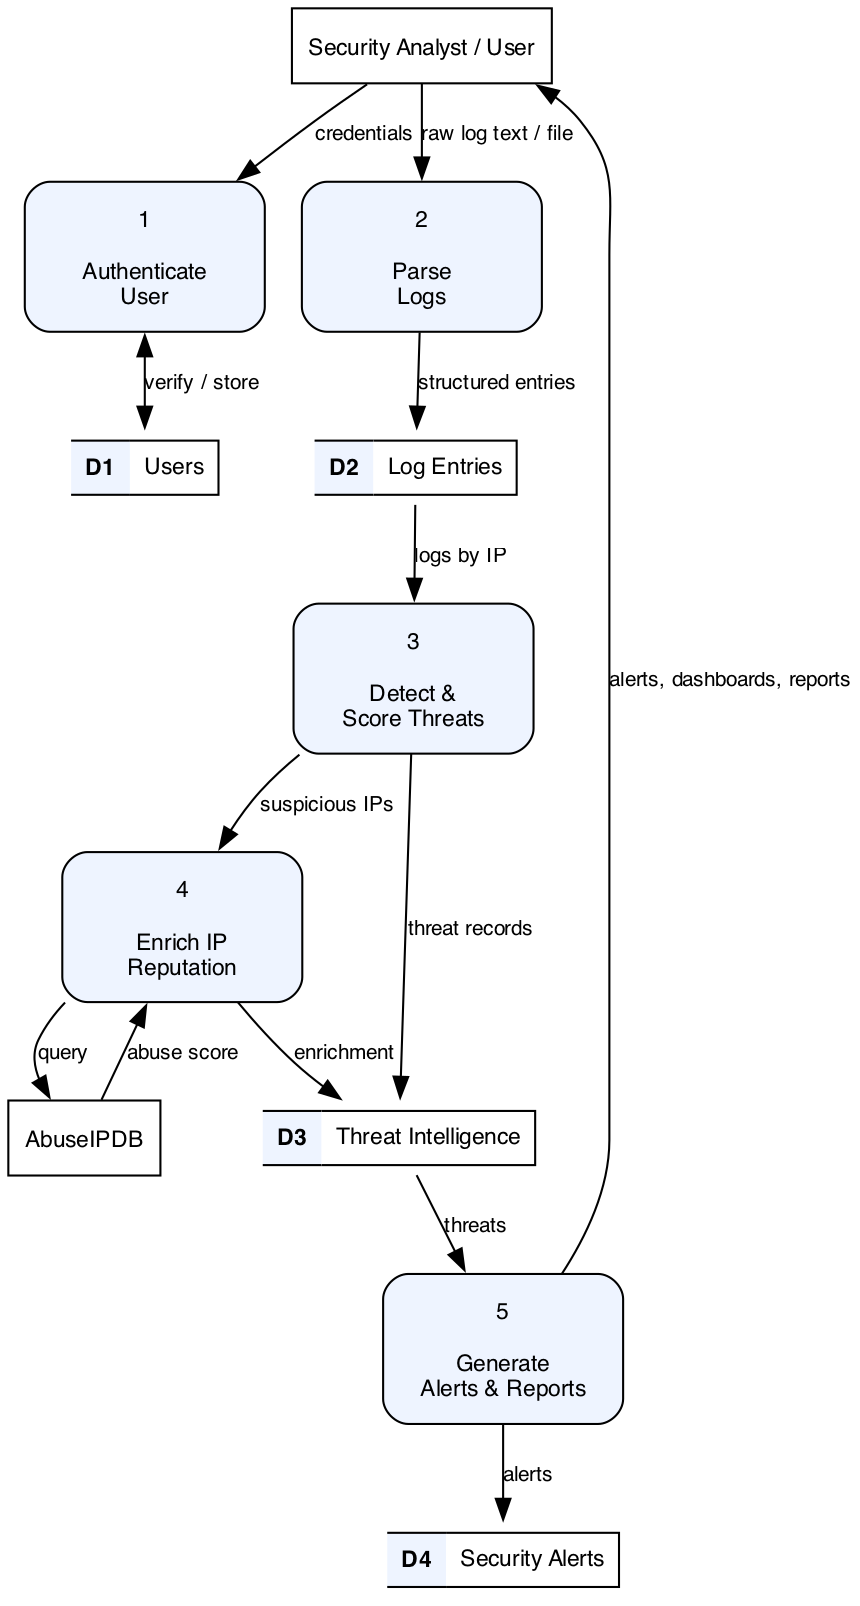 Security Analyst / User
credentials
raw log text / file
1
Authenticate
User
2
Parse
Logs
verify / store
structured entries
D1
Users
D2
Log Entries
logs by IP
3
Detect &
Score Threats
alerts, dashboards, reports
suspicious IPs
4
Enrich IP
Reputation
threat records
query
abuse score
enrichment
AbuseIPDB
D3
Threat Intelligence
threats
5
Generate
Alerts & Reports
alerts
D4
Security Alerts